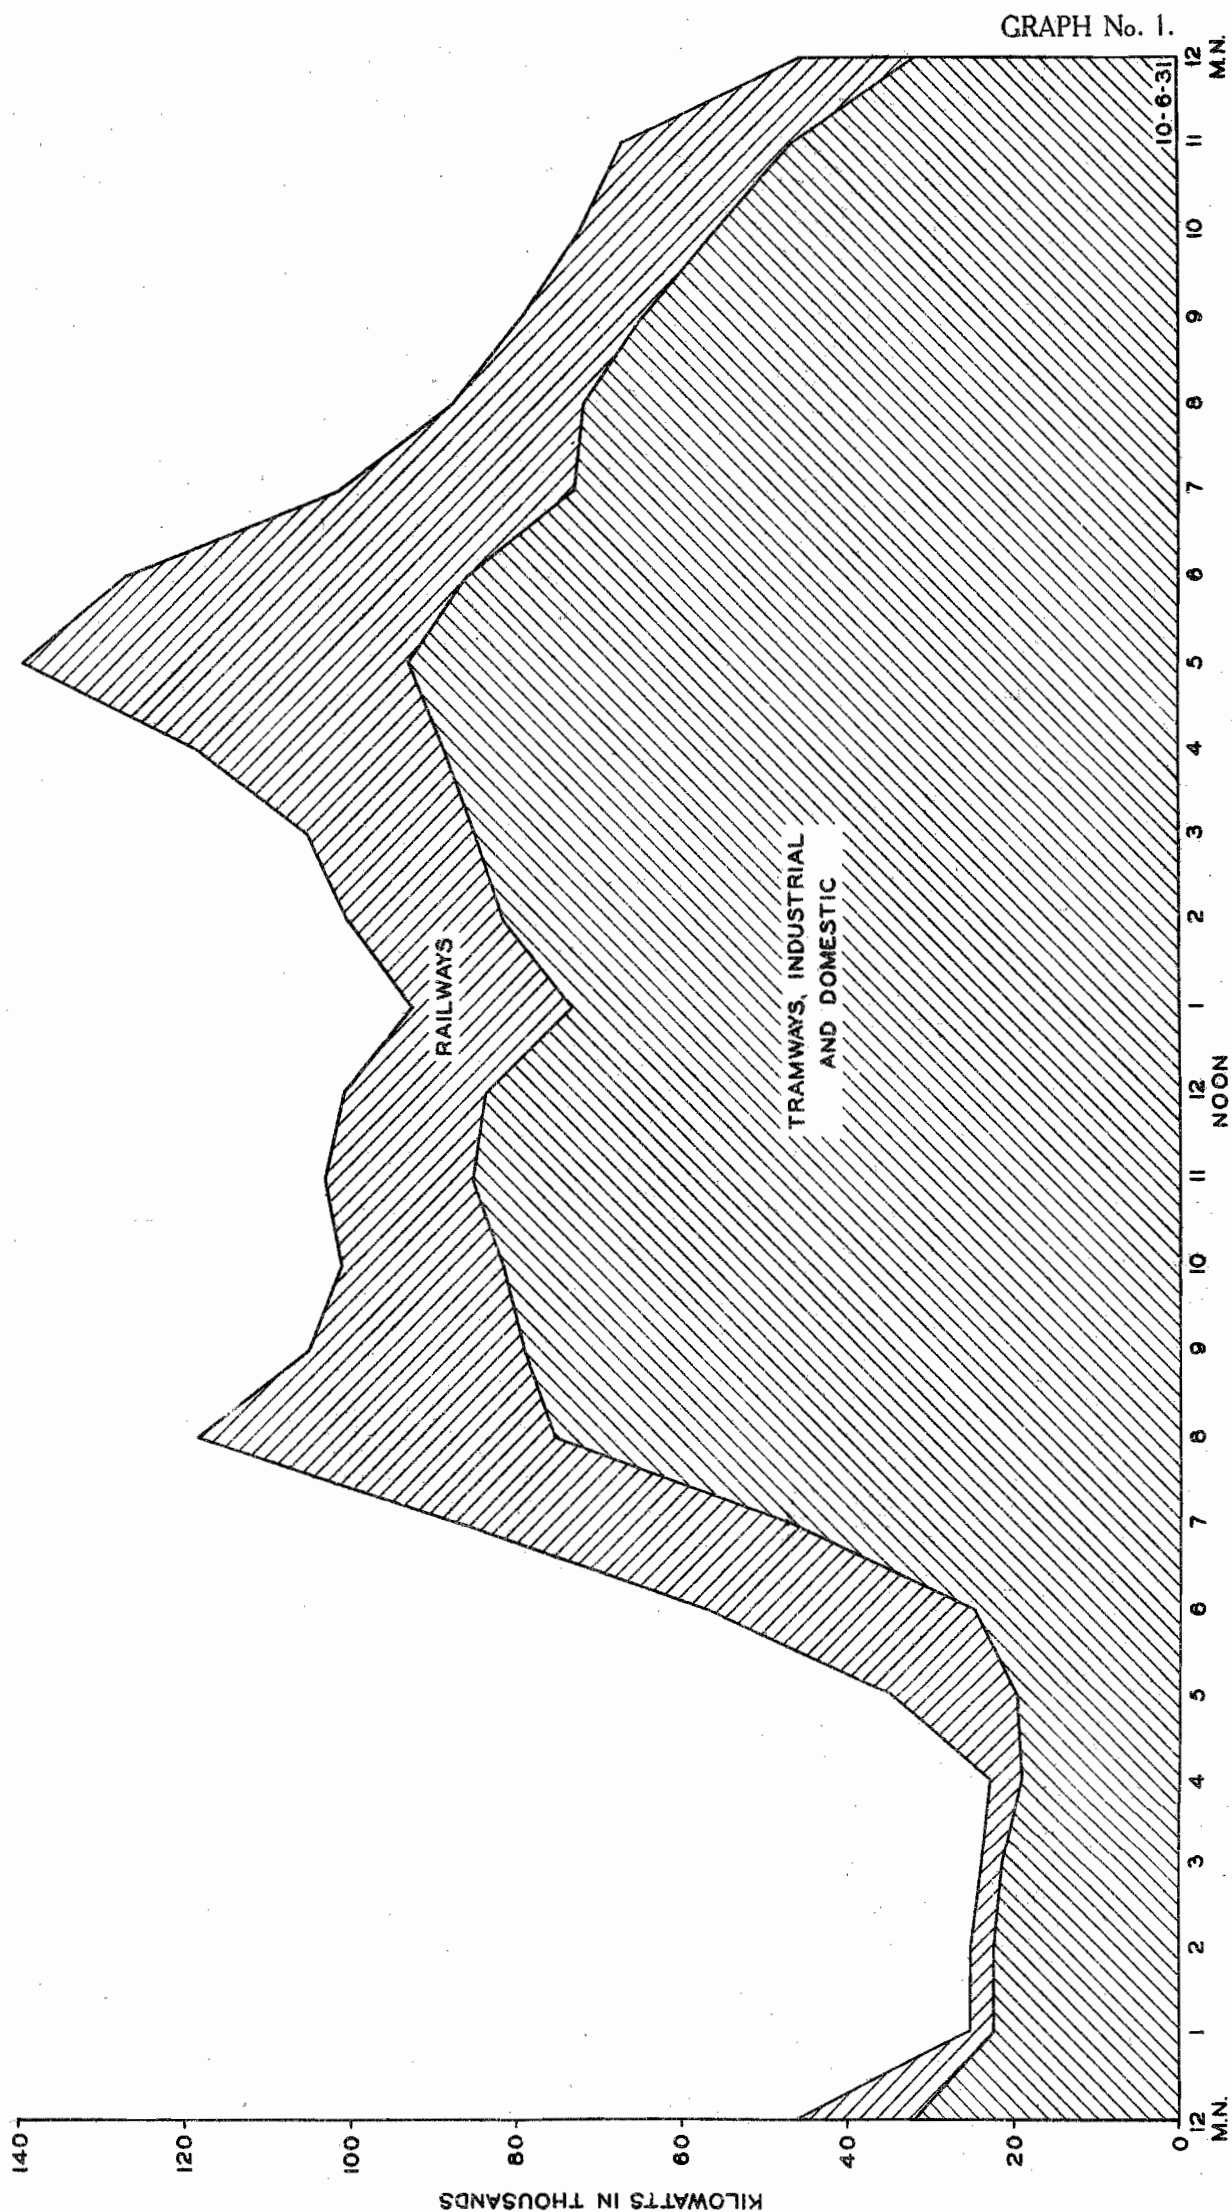 GRAPH No. 1.
KILOWATTS IN THOUSANDS
140
120
100
80
60
40
20
0
RAILWAYS
TRAMWAYS, INDUSTRIAL
AND DOMESTIC
10-6-31
12 1 2 3 4 5 6 7 8 9 10 11 12 1 2 3 4 5 6 7 8 9 10 11 12
M.N. NOON M.N.